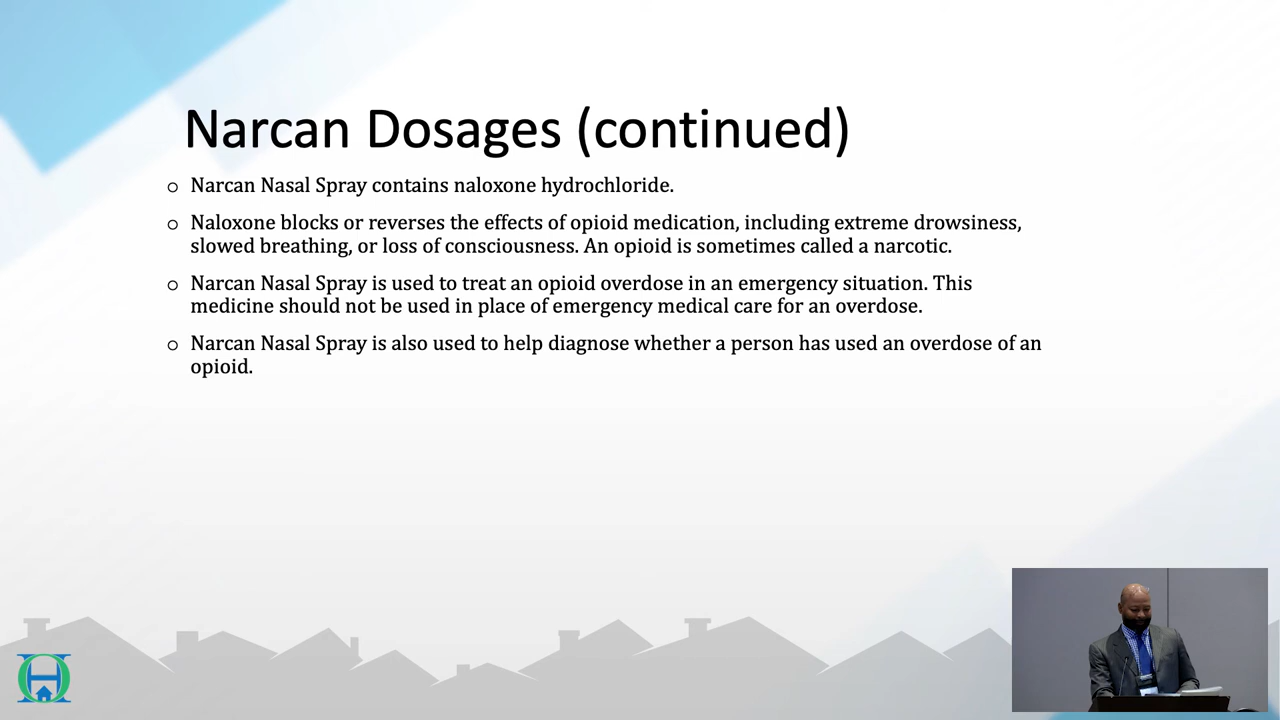 Narcan Dosages (continued)
o Narcan Nasal Spray contains naloxone hydrochloride.
o Naloxone blocks or reverses the effects of opioid medication, including extreme drowsiness,
slowed breathing, or loss of consciousness. An opioid is sometimes called a narcotic.
o Narcan Nasal Spray is used to treat an opioid overdose in an emergency situation. This
medicine should not be used in place of emergency medical care for an overdose.
o Narcan Nasal Spray is also used to help diagnose whether a person has used an overdose of an
opioid.